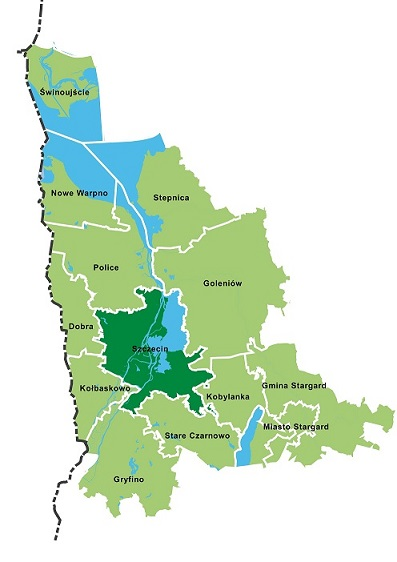 Świnoujście
Nowe Warpno
Stepnica
Police
Goleniów
Dobra
Szczecin
Kołbaskowo
Gmina Stargard
Kobylanka
Miasto Stargard
Stare Czarnowo
Gryfino